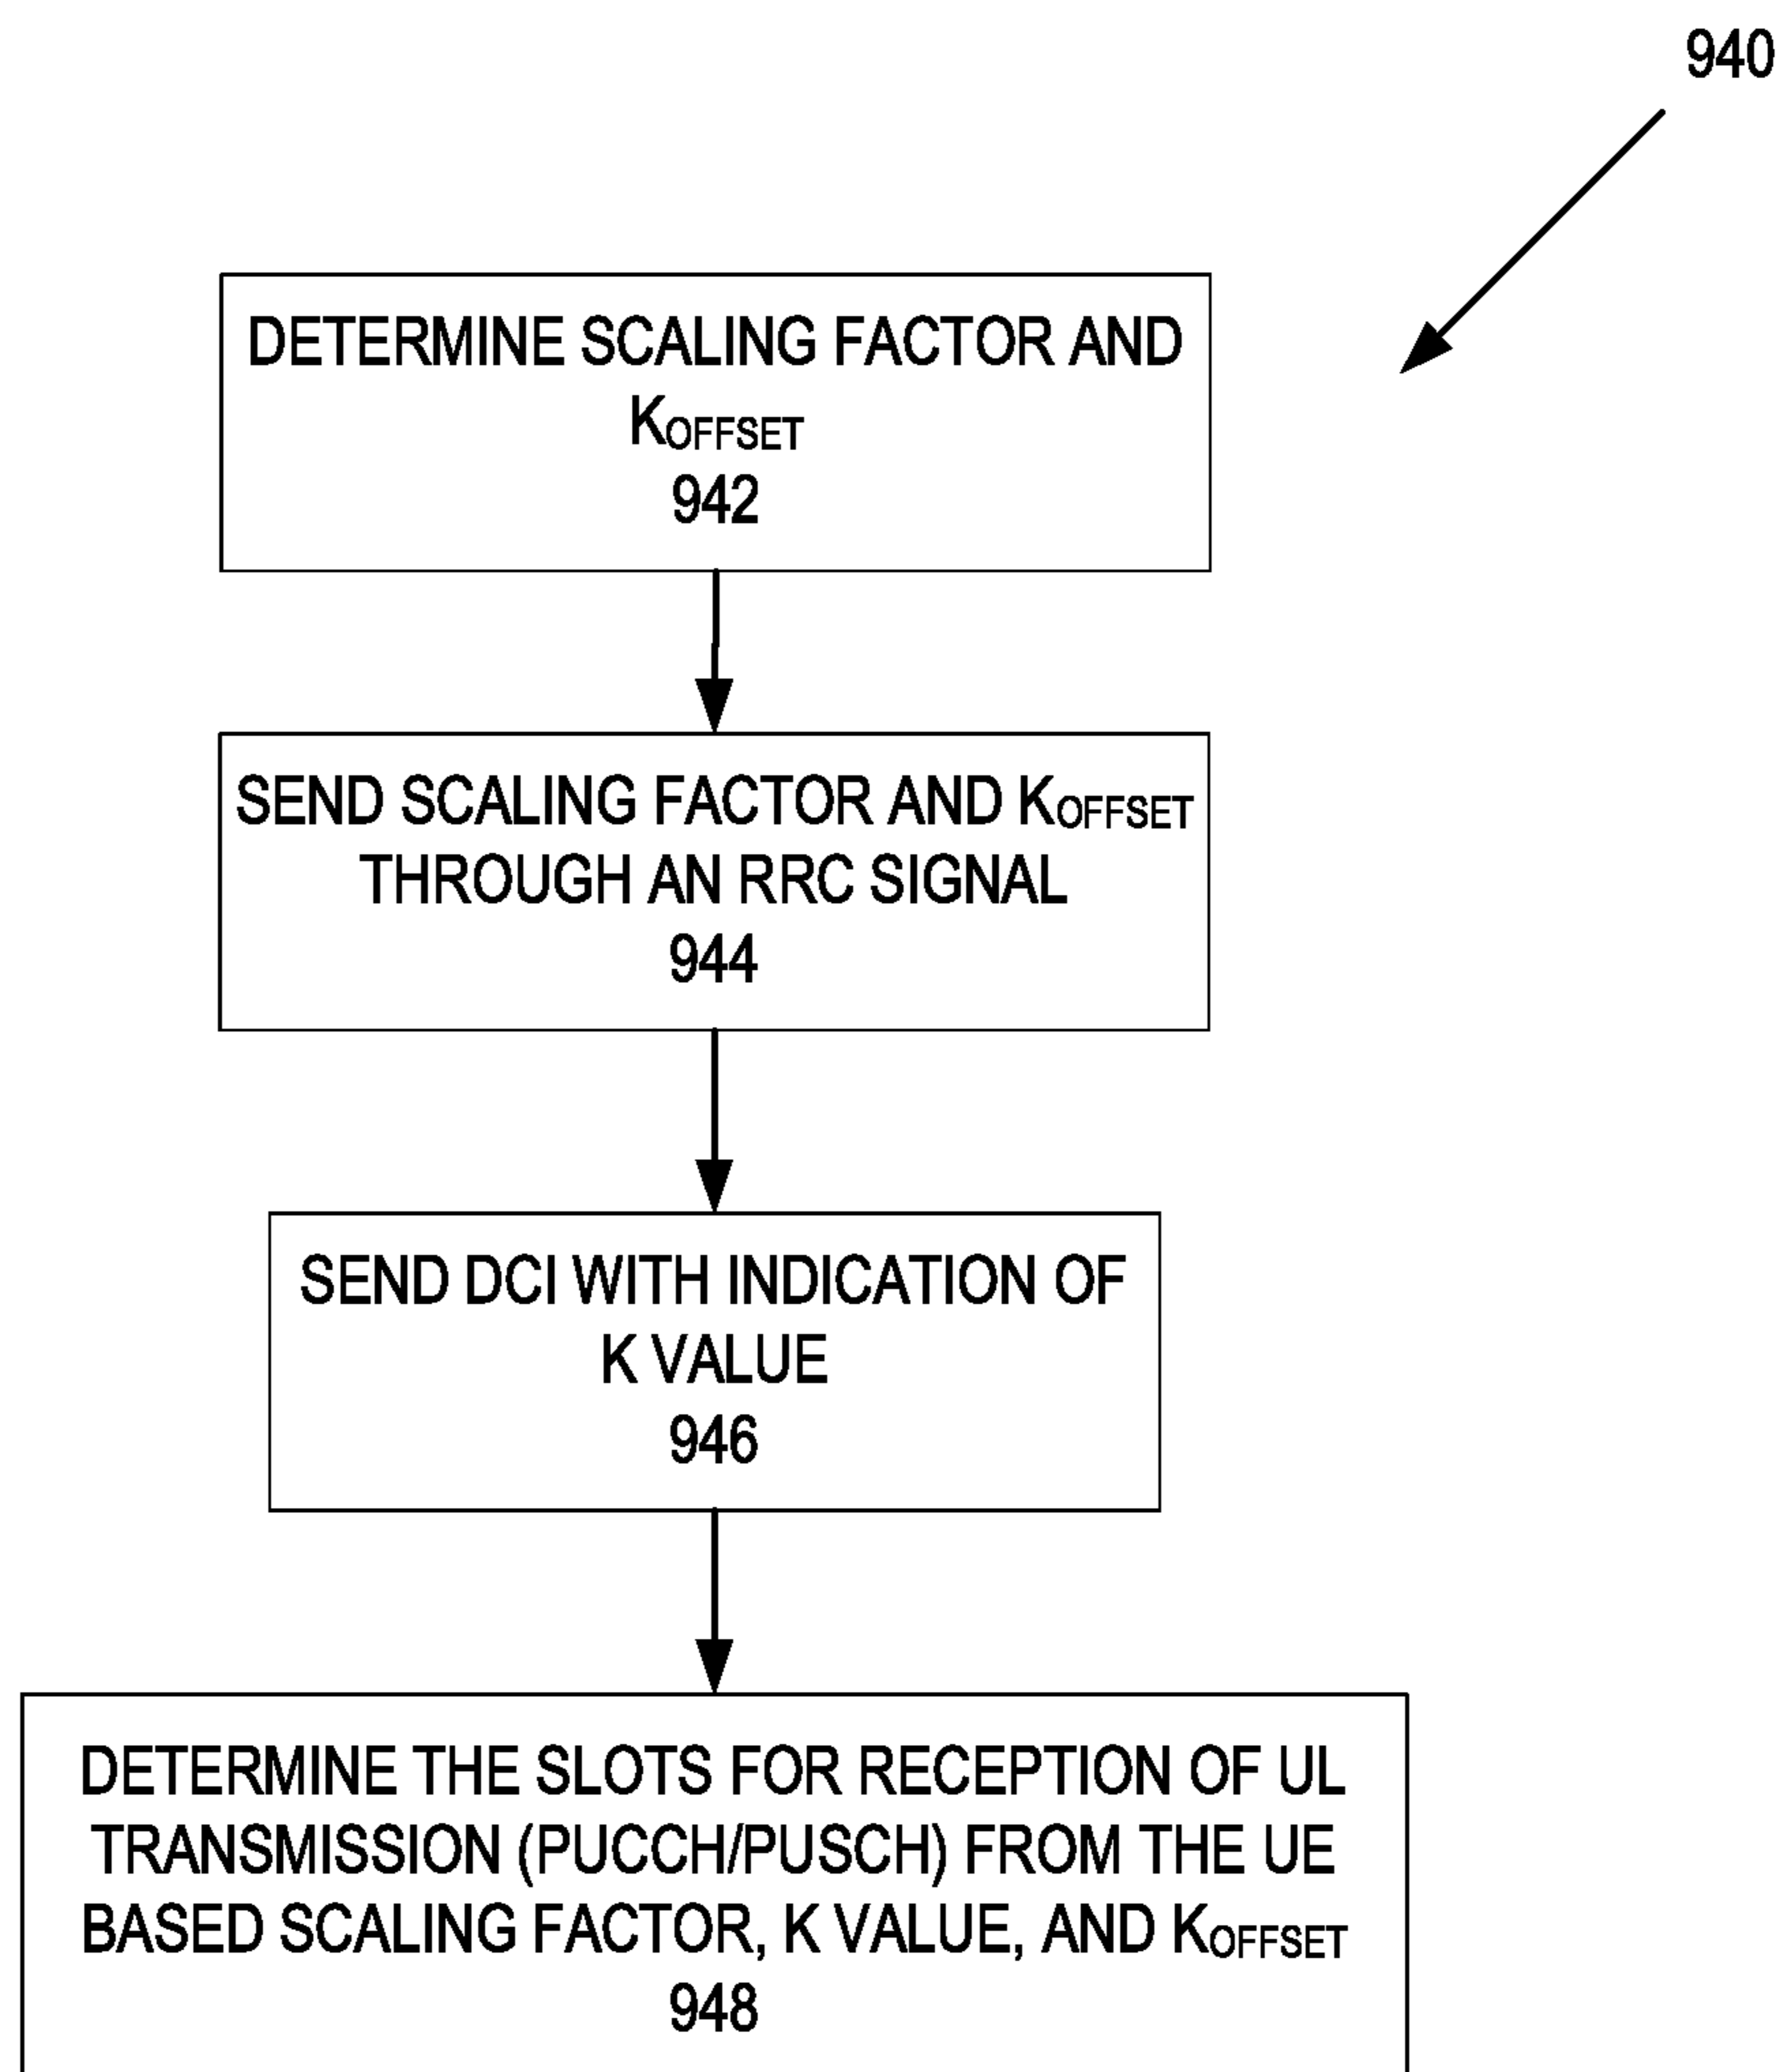 940
DETERMINE SCALING FACTOR AND
KOFFSET
942
SEND SCALING FACTOR AND KOFFSET
THROUGH AN RRC SIGNAL
944
SEND DCI WITH INDICATION OF
K VALUE
946
DETERMINE THE SLOTS FOR RECEPTION OF UL
TRANSMISSION (PUCCH/PUSCH) FROM THE UE
BASED SCALING FACTOR, K VALUE, AND KOFFSET
948